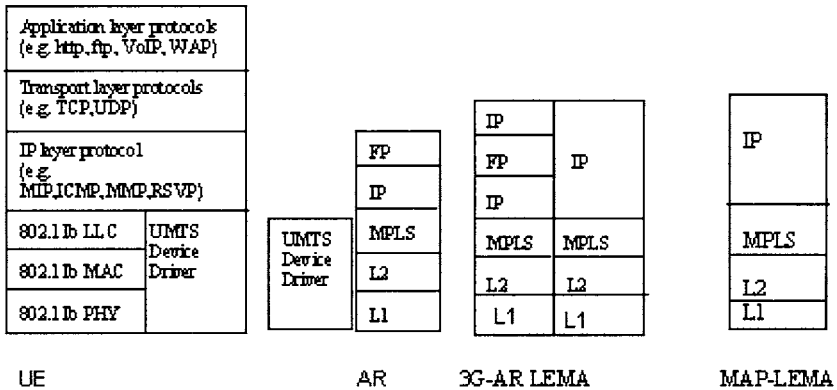 Application layer protocols
(e.g. http, ftp, VoIP, WAP)
Transport layer protocols
(e.g. TCP,UDP)
IP layer protocol
(e.g.
MIP,ICMP,MMP,RSVP)
802.11b LLC
802.11b MAC
802.11b PHY
UMTS
Device
Driver
UE
UMTS
Device
Driver
FP
IP
MPLS
L2
L1
AR
IP
FP
IP
MPLS
L2
L1
IP
MPLS
L2
L1
3G-AR LEMA
IP
MPLS
L2
L1
MAP-LEMA